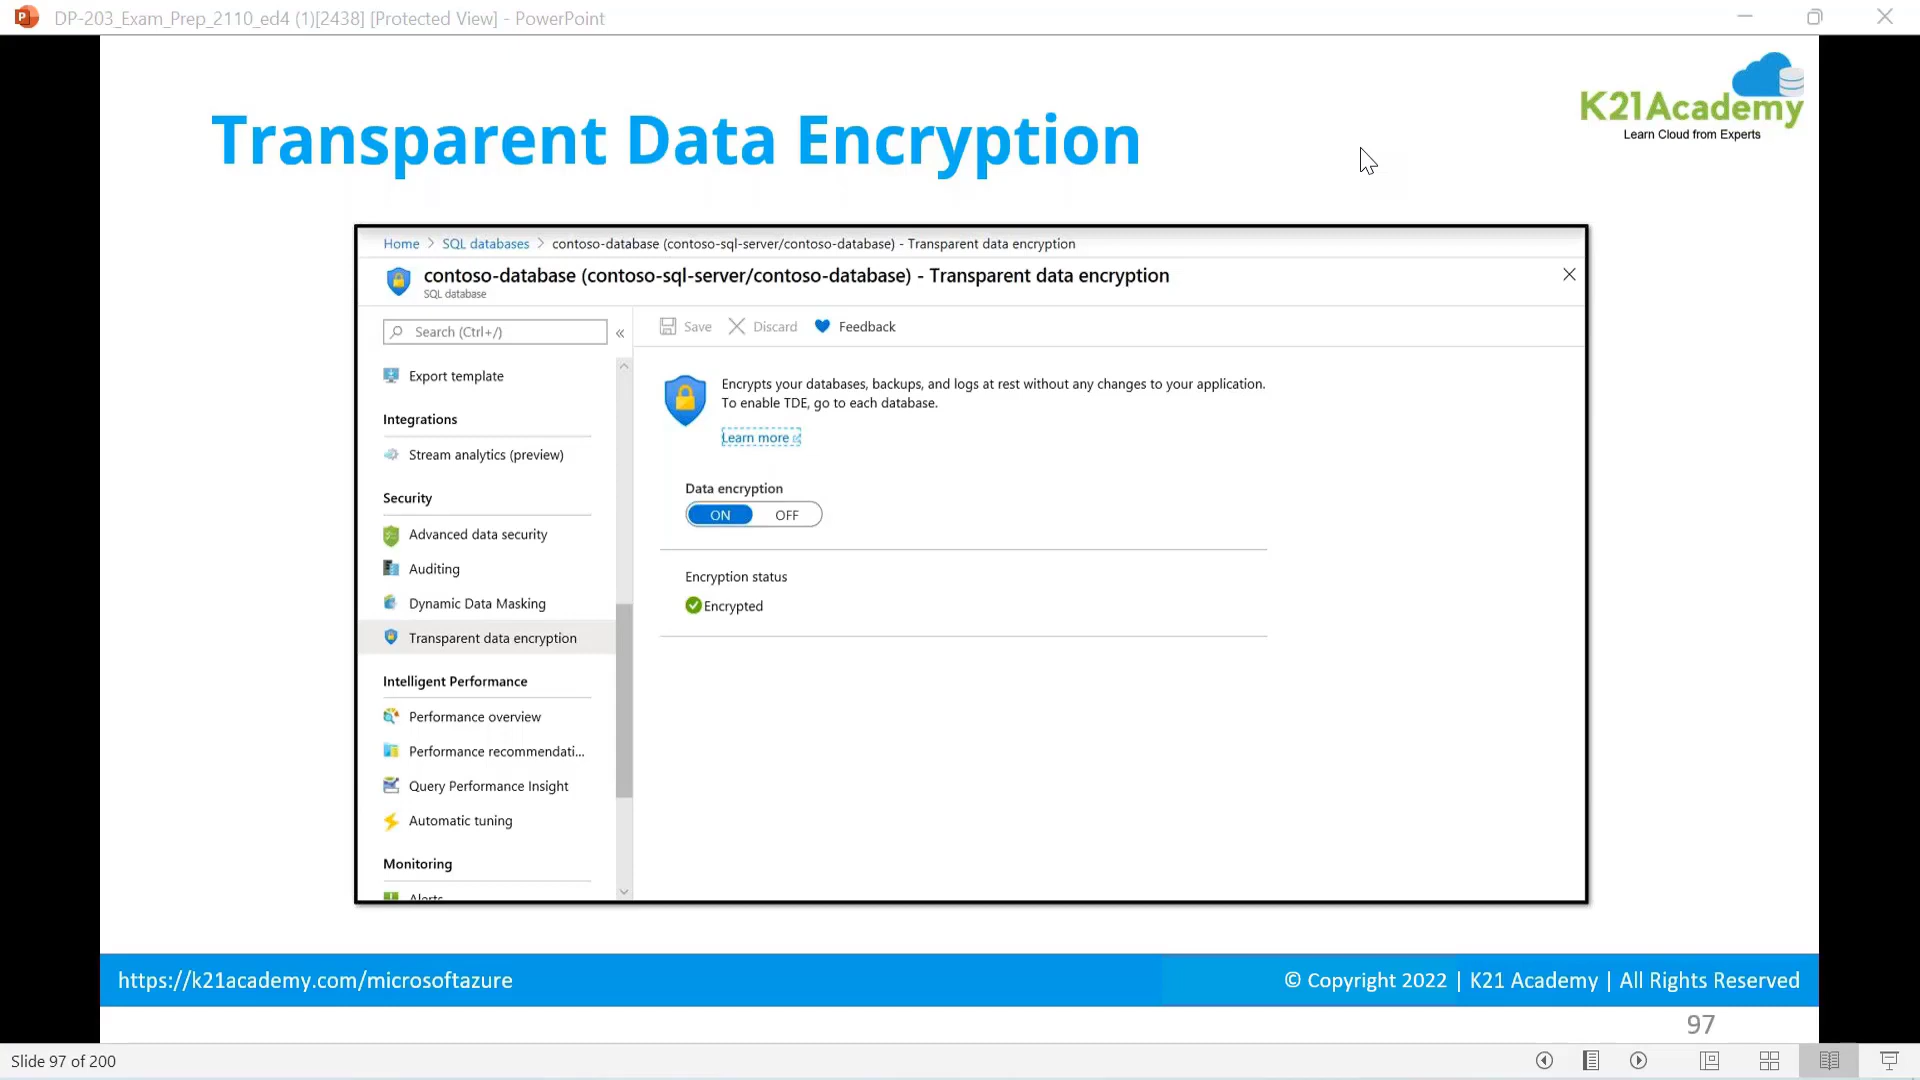 DP-203_Exam_Prep_2110_ed4 (1)[2438] [Protected View] - PowerPoint
K21Academy
Learn Cloud from Experts
Transparent Data Encryption
Home > SQL databases > contoso-database (contoso-sql-server/contoso-database) - Transparent data encryption
contoso-database (contoso-sql-server/contoso-database) - Transparent data encryption
SQL database
Search (Ctrl+/)
«
Export template
Integrations
Stream analytics (preview)
Security
Advanced data security
Auditing
Dynamic Data Masking
Transparent data encryption
Intelligent Performance
Performance overview
Performance recommendati...
Query Performance Insight
Automatic tuning
Monitoring
Alerts
Save Discard Feedback
Encrypts your databases, backups, and logs at rest without any changes to your application.
To enable TDE, go to each database.
Learn more
Data encryption
ON OFF
Encryption status
Encrypted
https://k21academy.com/microsoftazure
© Copyright 2022 | K21 Academy | All Rights Reserved
97
Slide 97 of 200